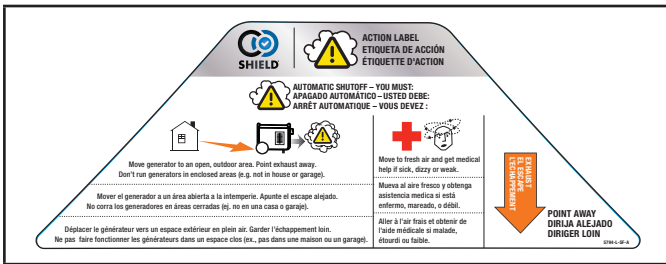 CO
SHIELD®
ACTION LABEL
ETIQUETA DE ACCIÓN
ÉTIQUETTE D'ACTION
AUTOMATIC SHUTOFF – YOU MUST:
APAGADO AUTOMÁTICO – USTED DEBE:
ARRÊT AUTOMATIQUE – VOUS DEVEZ :
Move generator to an open, outdoor area. Point exhaust away.
Don't run generators in enclosed areas (e.g. not in house or garage).
Move to fresh air and get medical
help if sick, dizzy or weak.
Mover el generador a un área abierta a la intemperie. Apunte el escape alejado.
No corra los generadores en áreas cerradas (ej. no en una casa o garaje).
Mueva al aire fresco y obtenga
asistencia medica si está
enfermo, mareado, o débil.
Déplacer le générateur vers un espace extérieur en plein air. Garder l'échappement loin.
Ne pas faire fonctionner les générateurs dans un espace clos (ex., pas dans une maison ou un garage).
Aller à l'air frais et obtenir de
l'aide médicale si malade,
étourdi ou faible.
EXHAUST
EL ESCAPE
L'ÉCHAPPEMENT
POINT AWAY
DIRIJA ALEJADO
DIRIGER LOIN
G794-L-SF-A